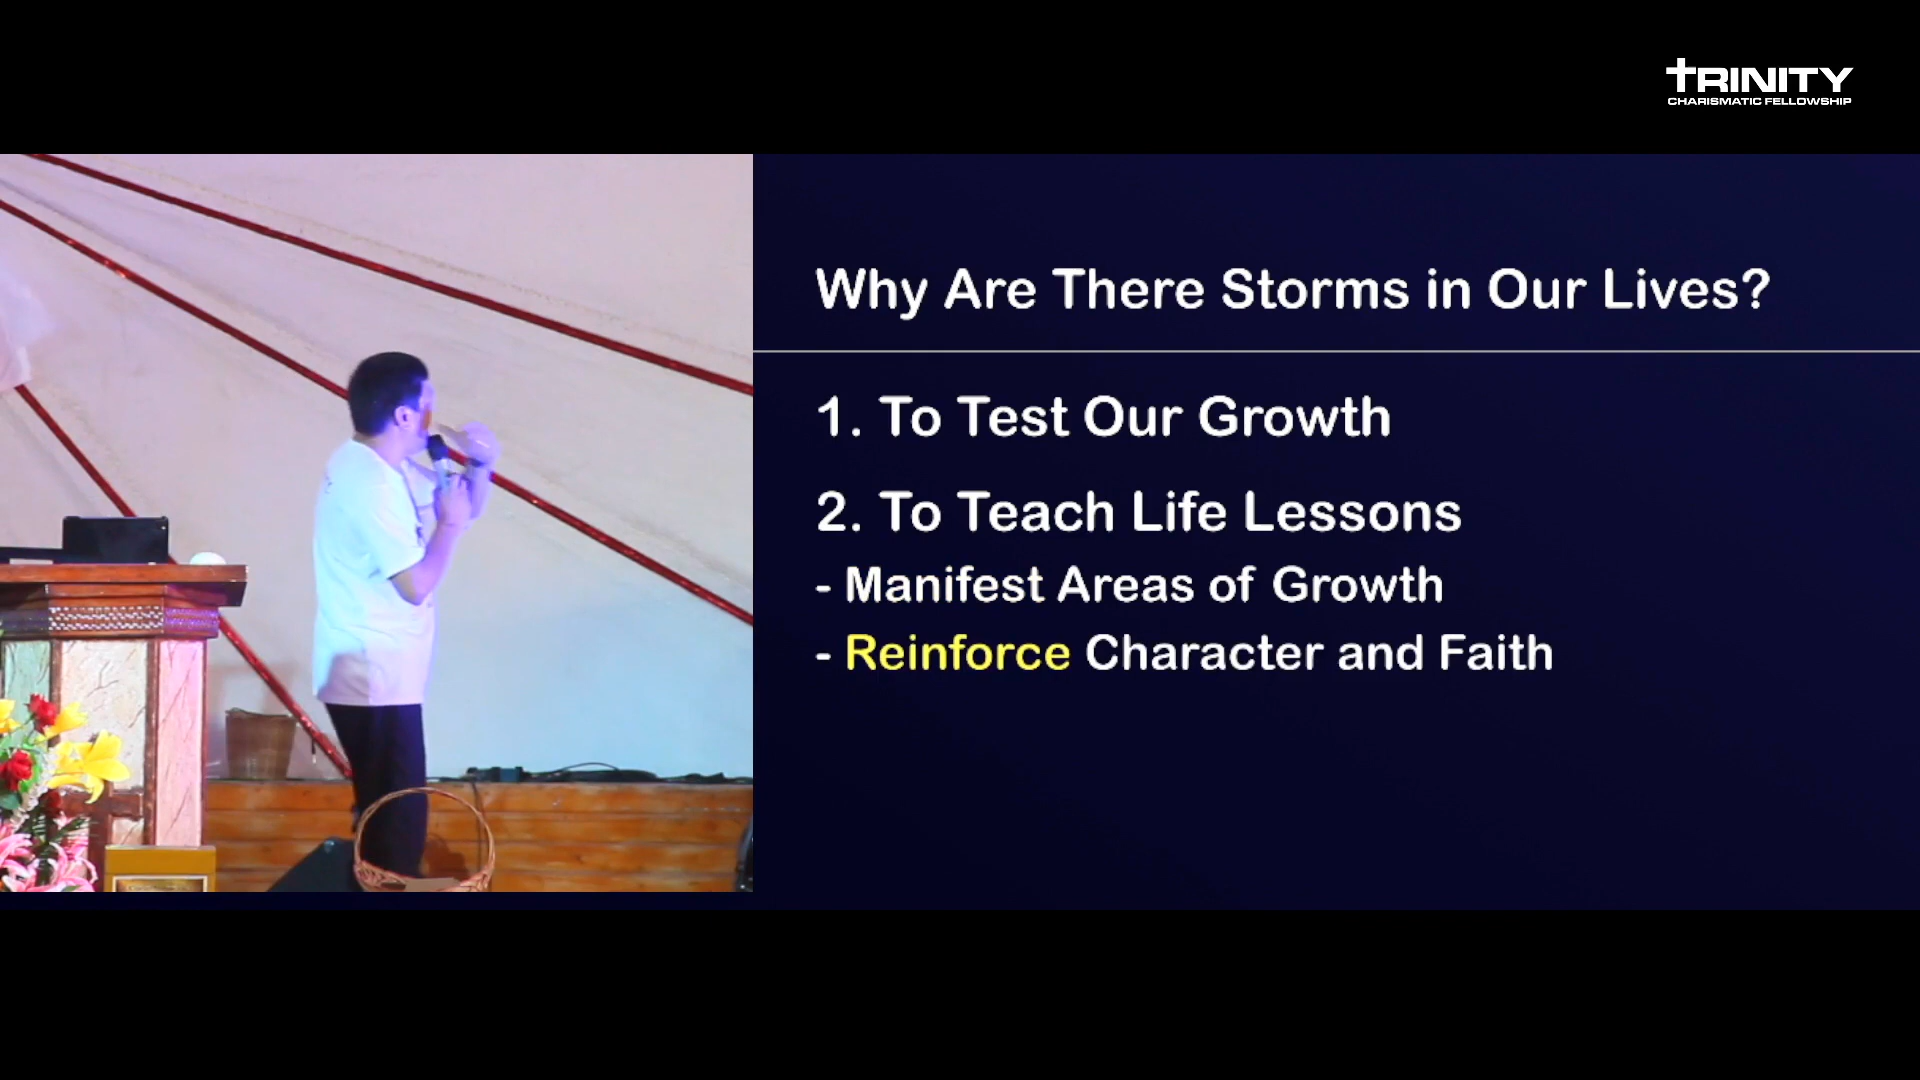 TRINITY
CHARISMATIC FELLOWSHIP
Why Are There Storms in Our Lives?
1. To Test Our Growth
2. To Teach Life Lessons
- Manifest Areas of Growth
- Reinforce Character and Faith